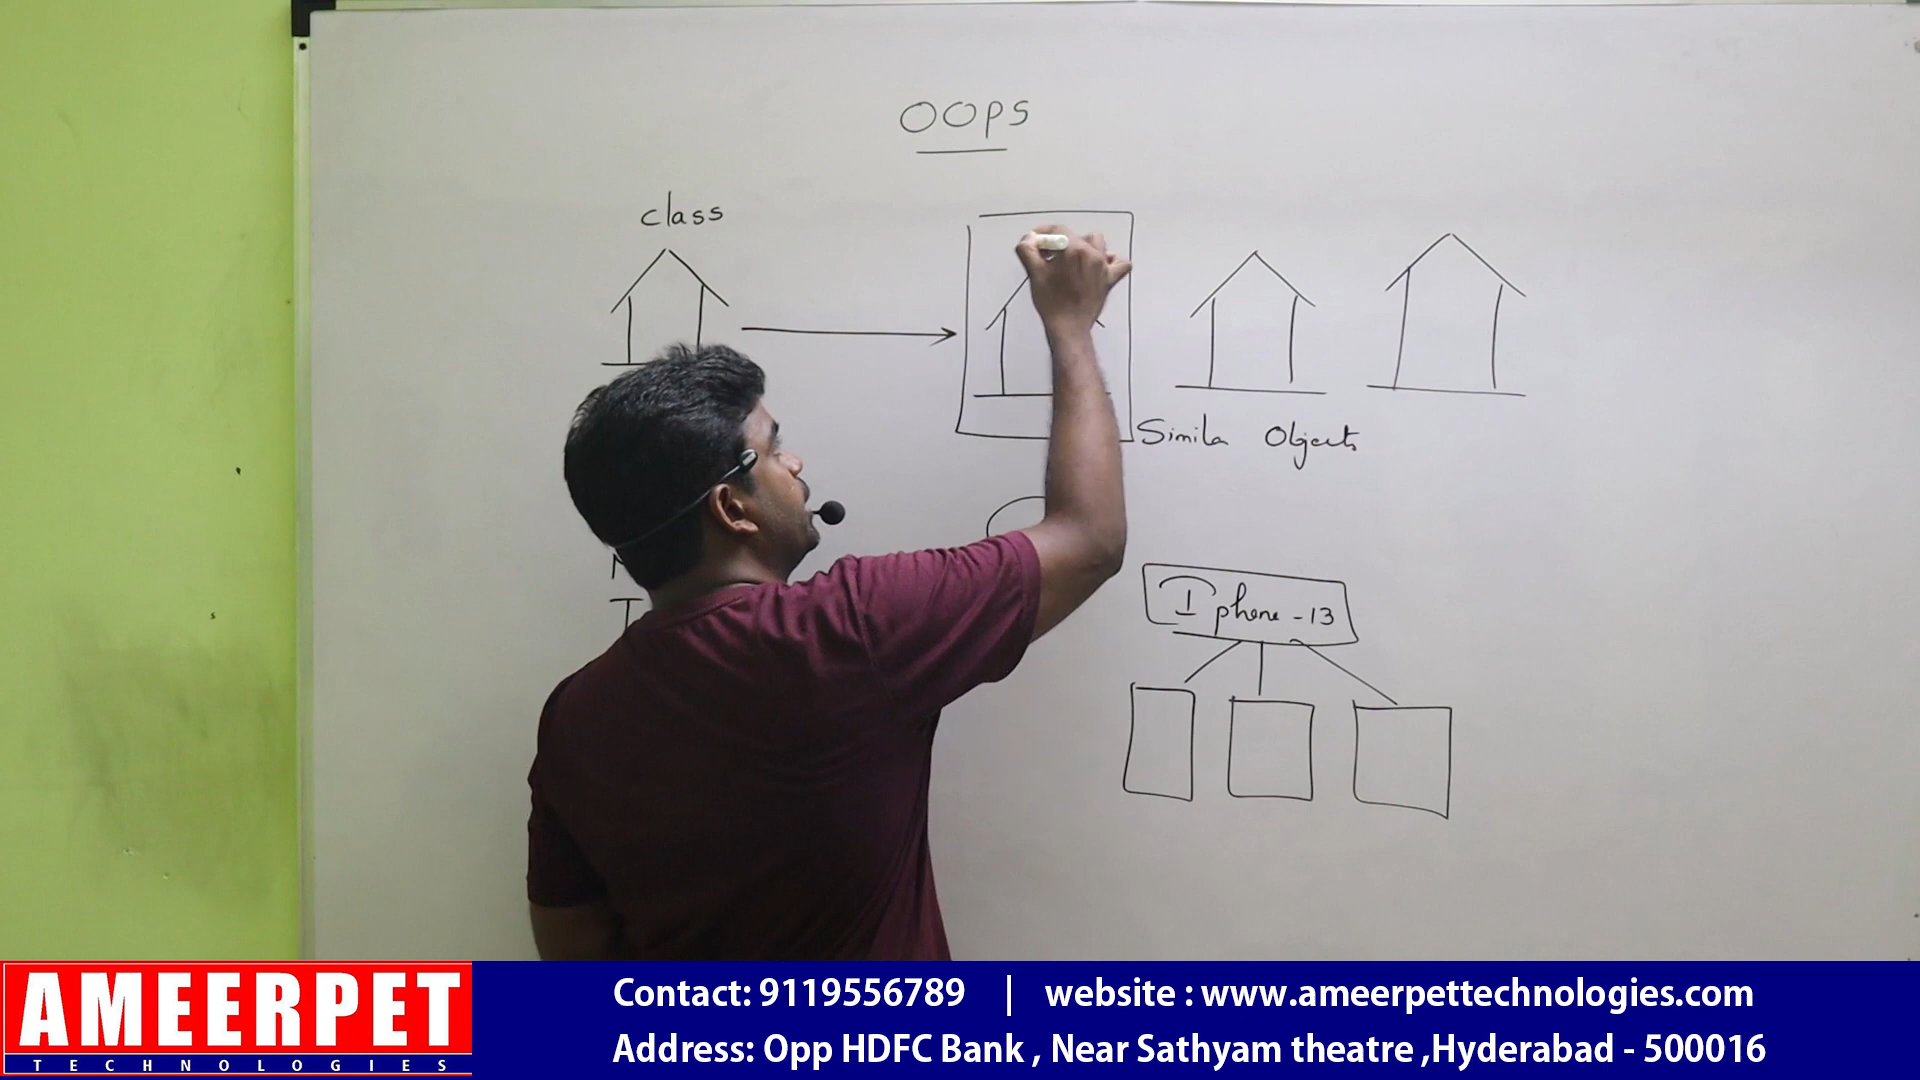 OOPS
class
Simila Objects
I phone - 13
AMEERPET
TECHNOLOGIES
Contact: 9119556789 | website : www.ameerpettechnologies.com
Address: Opp HDFC Bank , Near Sathyam theatre ,Hyderabad - 500016